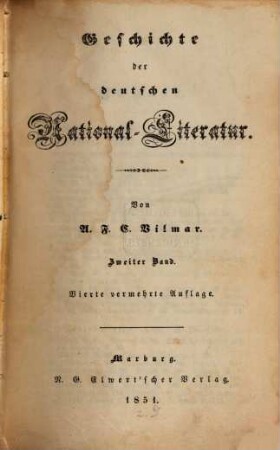 Geschichte
der
deutschen
National-Literatur.
Von
A. F. C. Vilmar.
Zweiter Band.
Vierte vermehrte Auflage.
Marburg.
N. G. Elwert'scher Verlag.
1851.